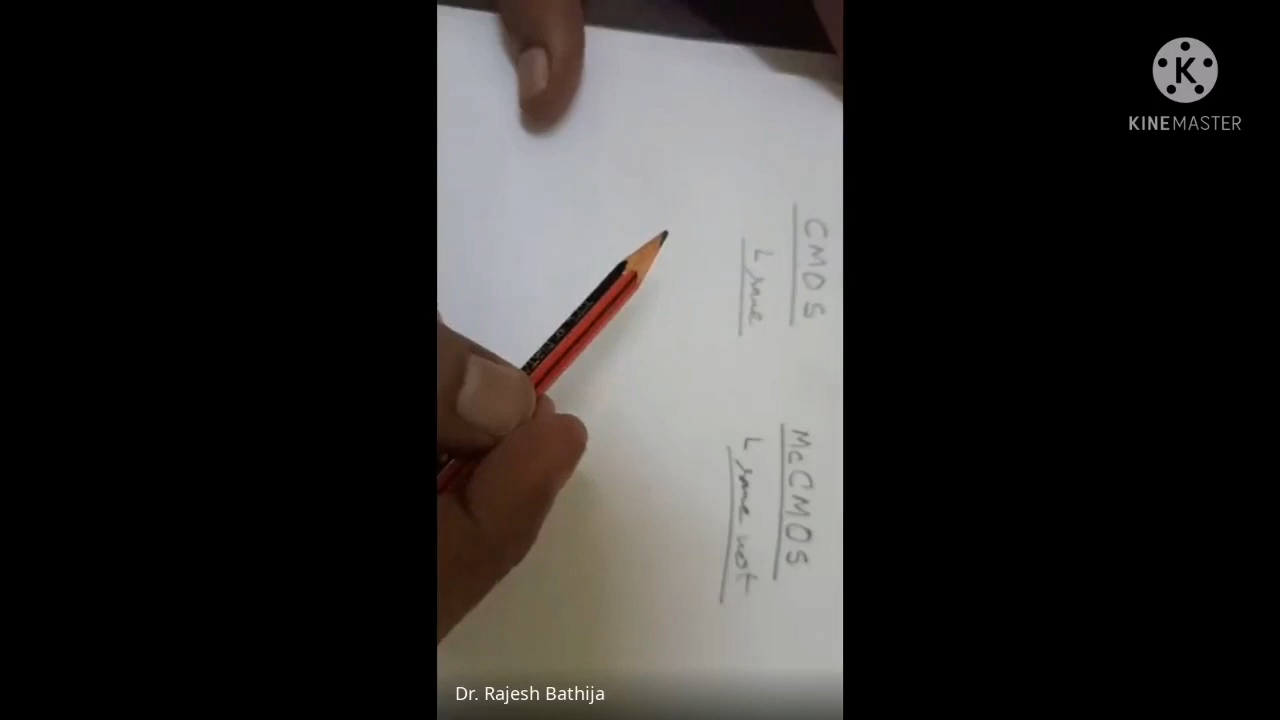 CMOS
L same
McCMOS
L same not
KINEMASTER
Dr. Rajesh Bathija